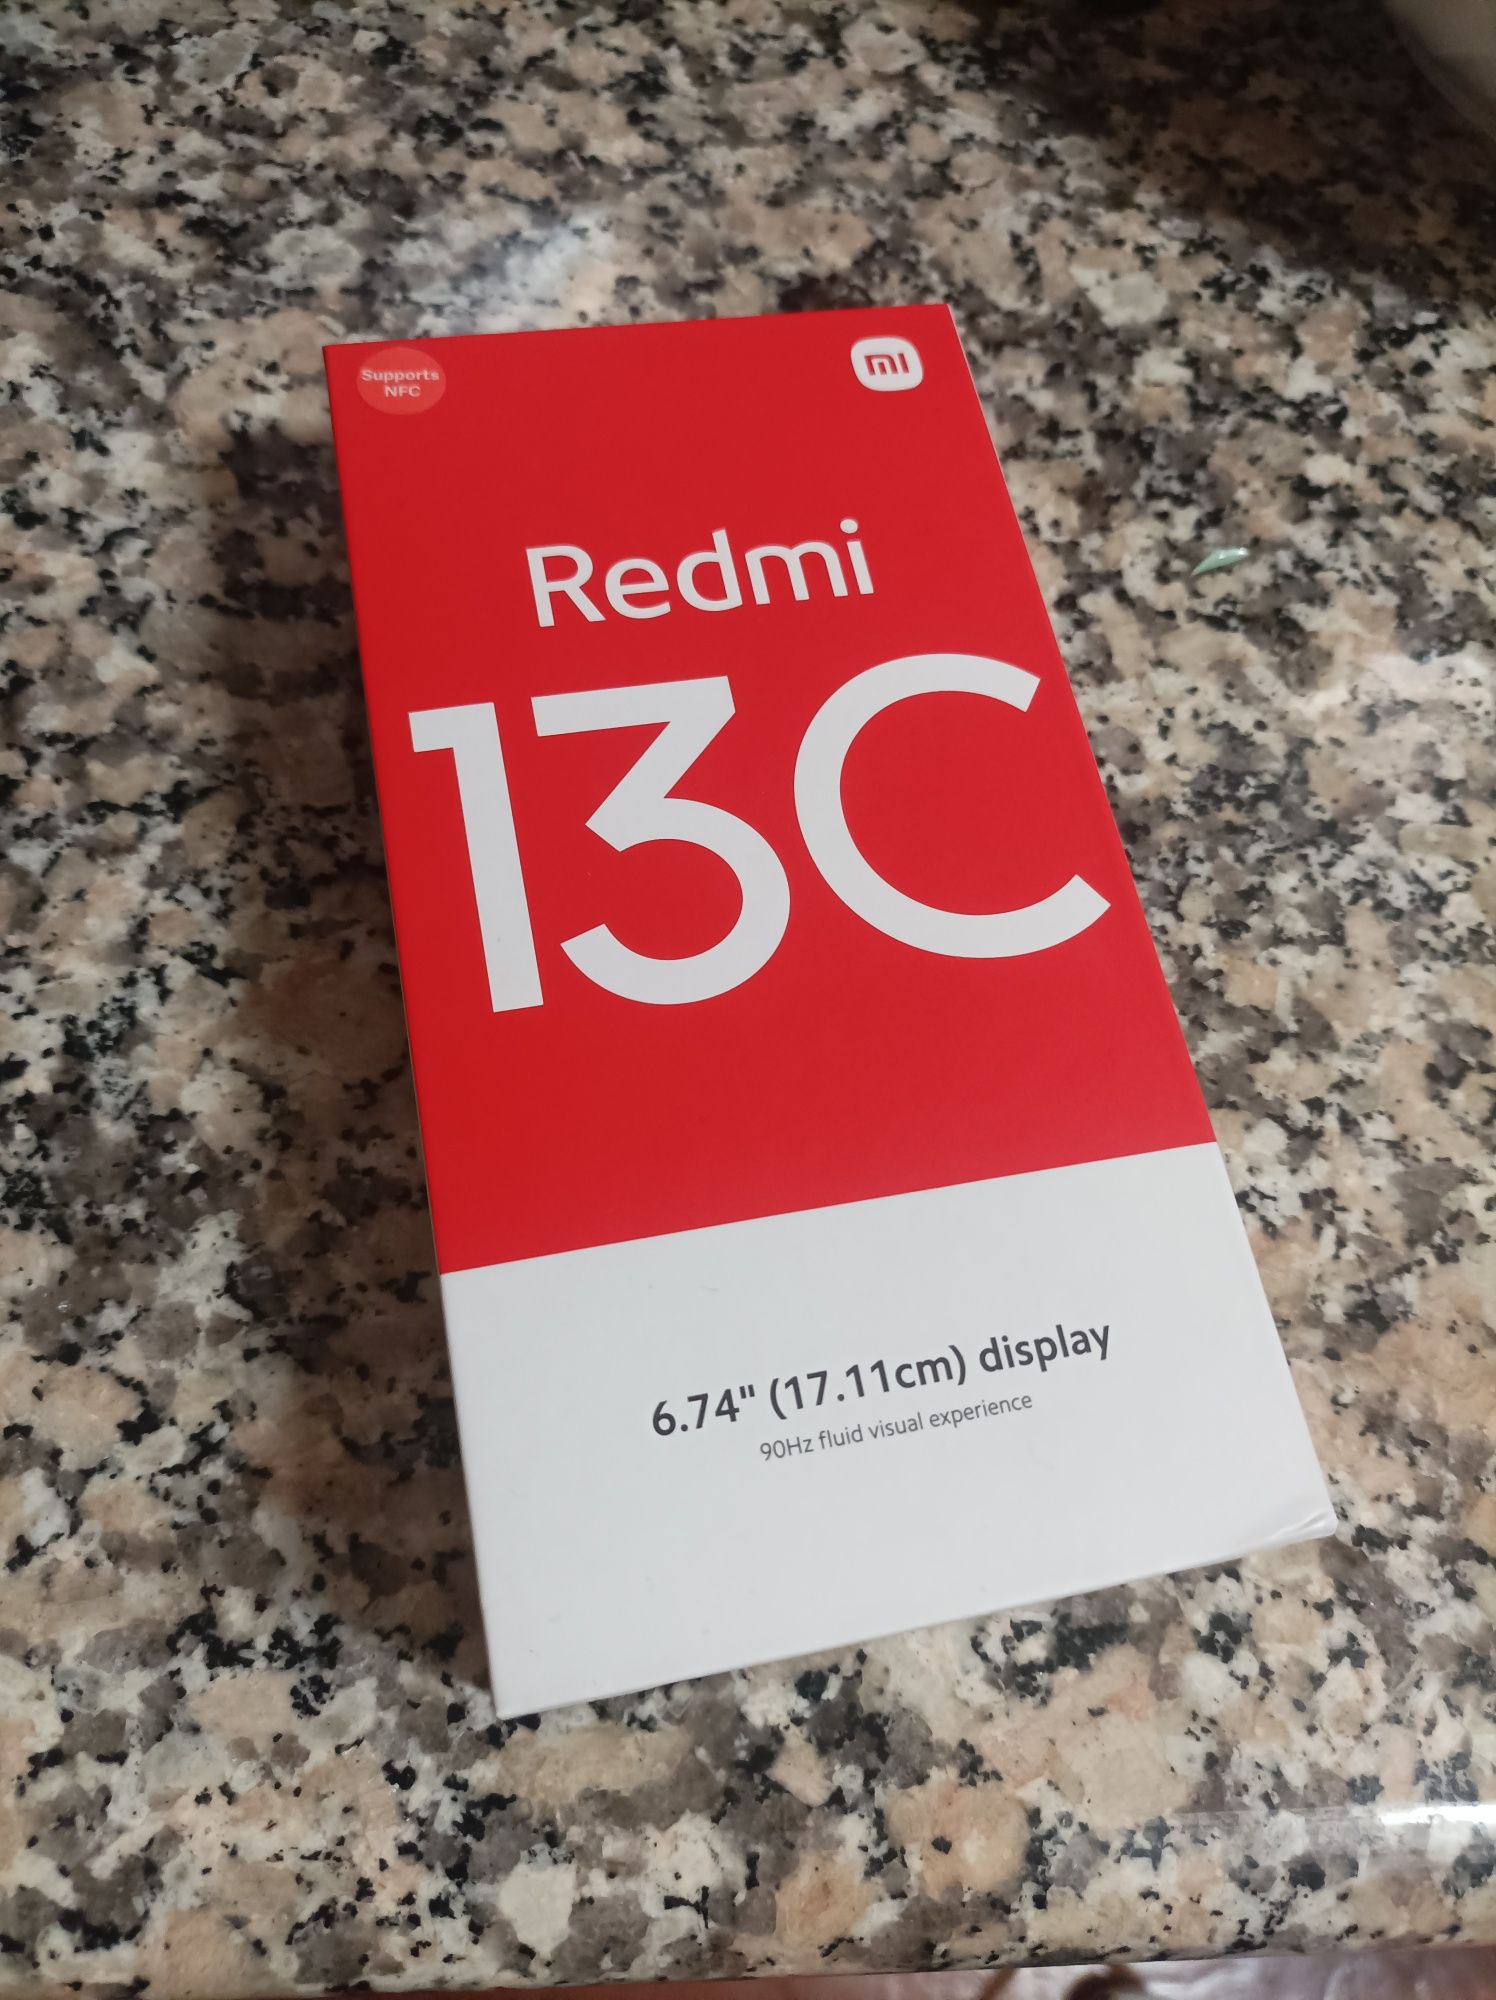 Supports
NFC
mi
Redmi
13C
6.74" (17.11cm) display
90Hz fluid visual experience